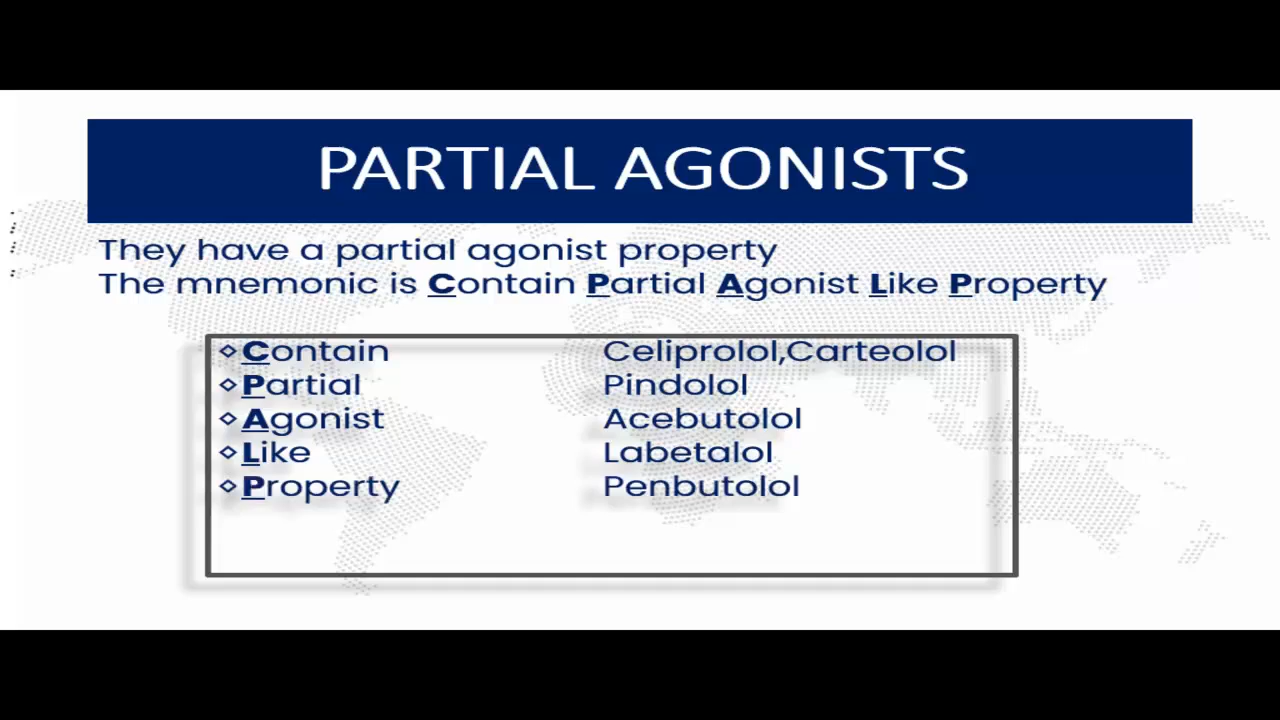 PARTIAL AGONISTS
They have a partial agonist property
The mnemonic is Contain Partial Agonist Like Property
⋄Contain Celiprolol,Carteolol
⋄Partial Pindolol
⋄Agonist Acebutolol
⋄Like Labetalol
⋄Property Penbutolol